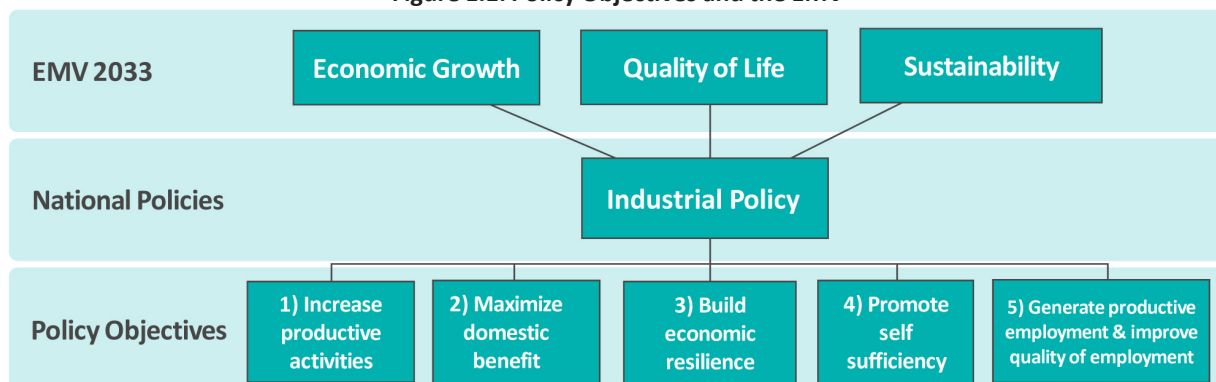 EMV 2033
Economic Growth
Quality of Life
Sustainability
National Policies
Industrial Policy
Policy Objectives
1) Increase
productive
activities
2) Maximize
domestic
benefit
3) Build
economic
resilience
4) Promote
self
sufficiency
5) Generate productive
employment & improve
quality of employment